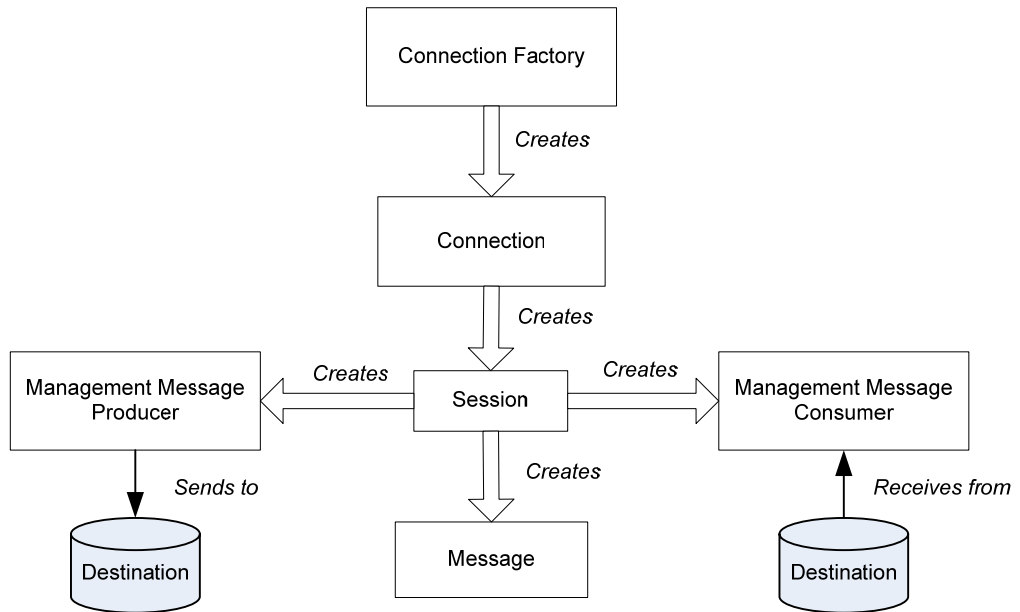 Connection Factory
Creates
Connection
Creates
Management Message
Producer
Creates
Session
Creates
Management Message
Consumer
Creates
Sends to
Receives from
Destination
Message
Destination